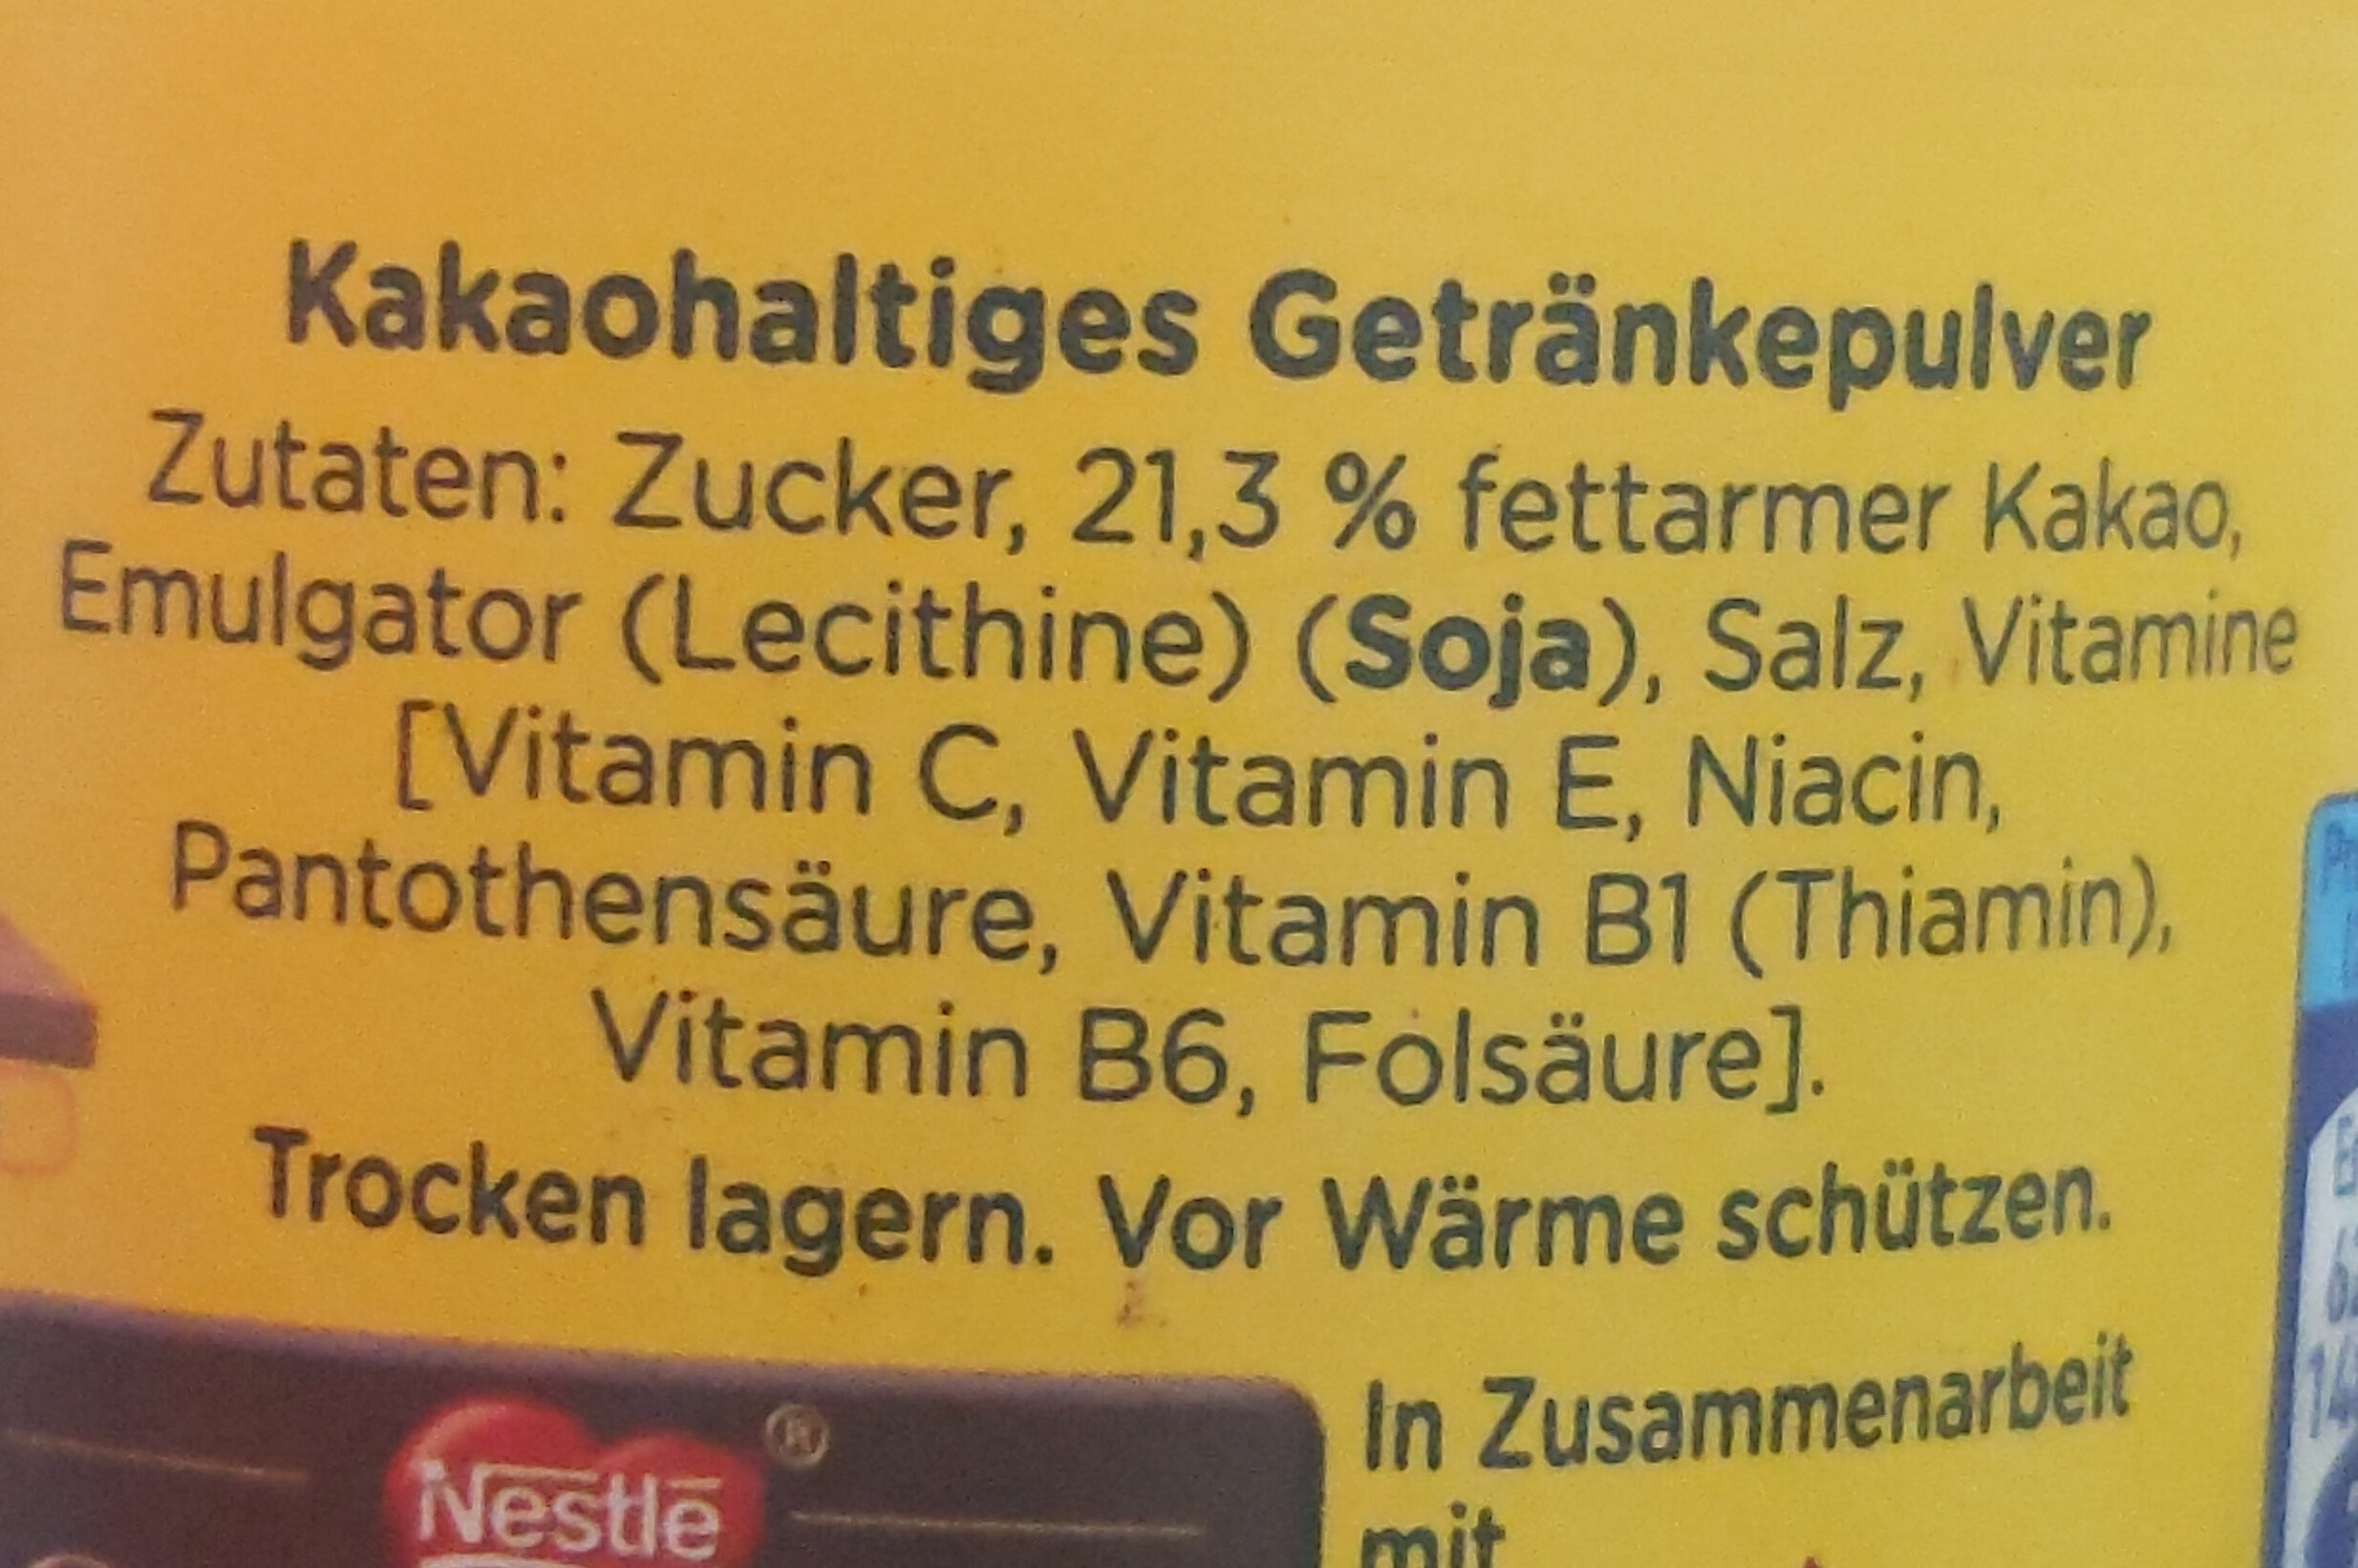 Kakaohaltiges Getränkepulver
Zutaten: Zucker, 21,3 % fettarmer Kakao,
Emulgator (Lecithine) (Soja), Salz, Vitamine
[Vitamin C, Vitamin E, Niacin,
Pantothensäure, Vitamin B1 (Thiamin),
Vitamin B6, Folsäure].
Trocken lagern. Vor Wärme schützen.
Nestlé ®
In Zusammenarbeit
mit